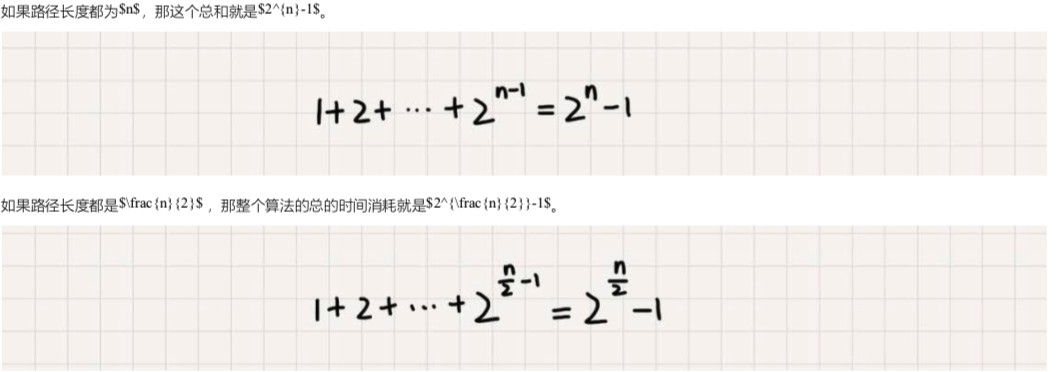 如果路径长度都为$n$，那这个总和就是$2^{n}-1$。
1+2+ ··· +2^{n-1} = 2^{n}-1
如果路径长度都是$\frac{n}{2}$ ，那整个算法的总的时间消耗就是$2^{\frac{n}{2}}-1$。
1+2+ ··· +2^{\frac{n}{2}-1} = 2^{\frac{n}{2}}-1